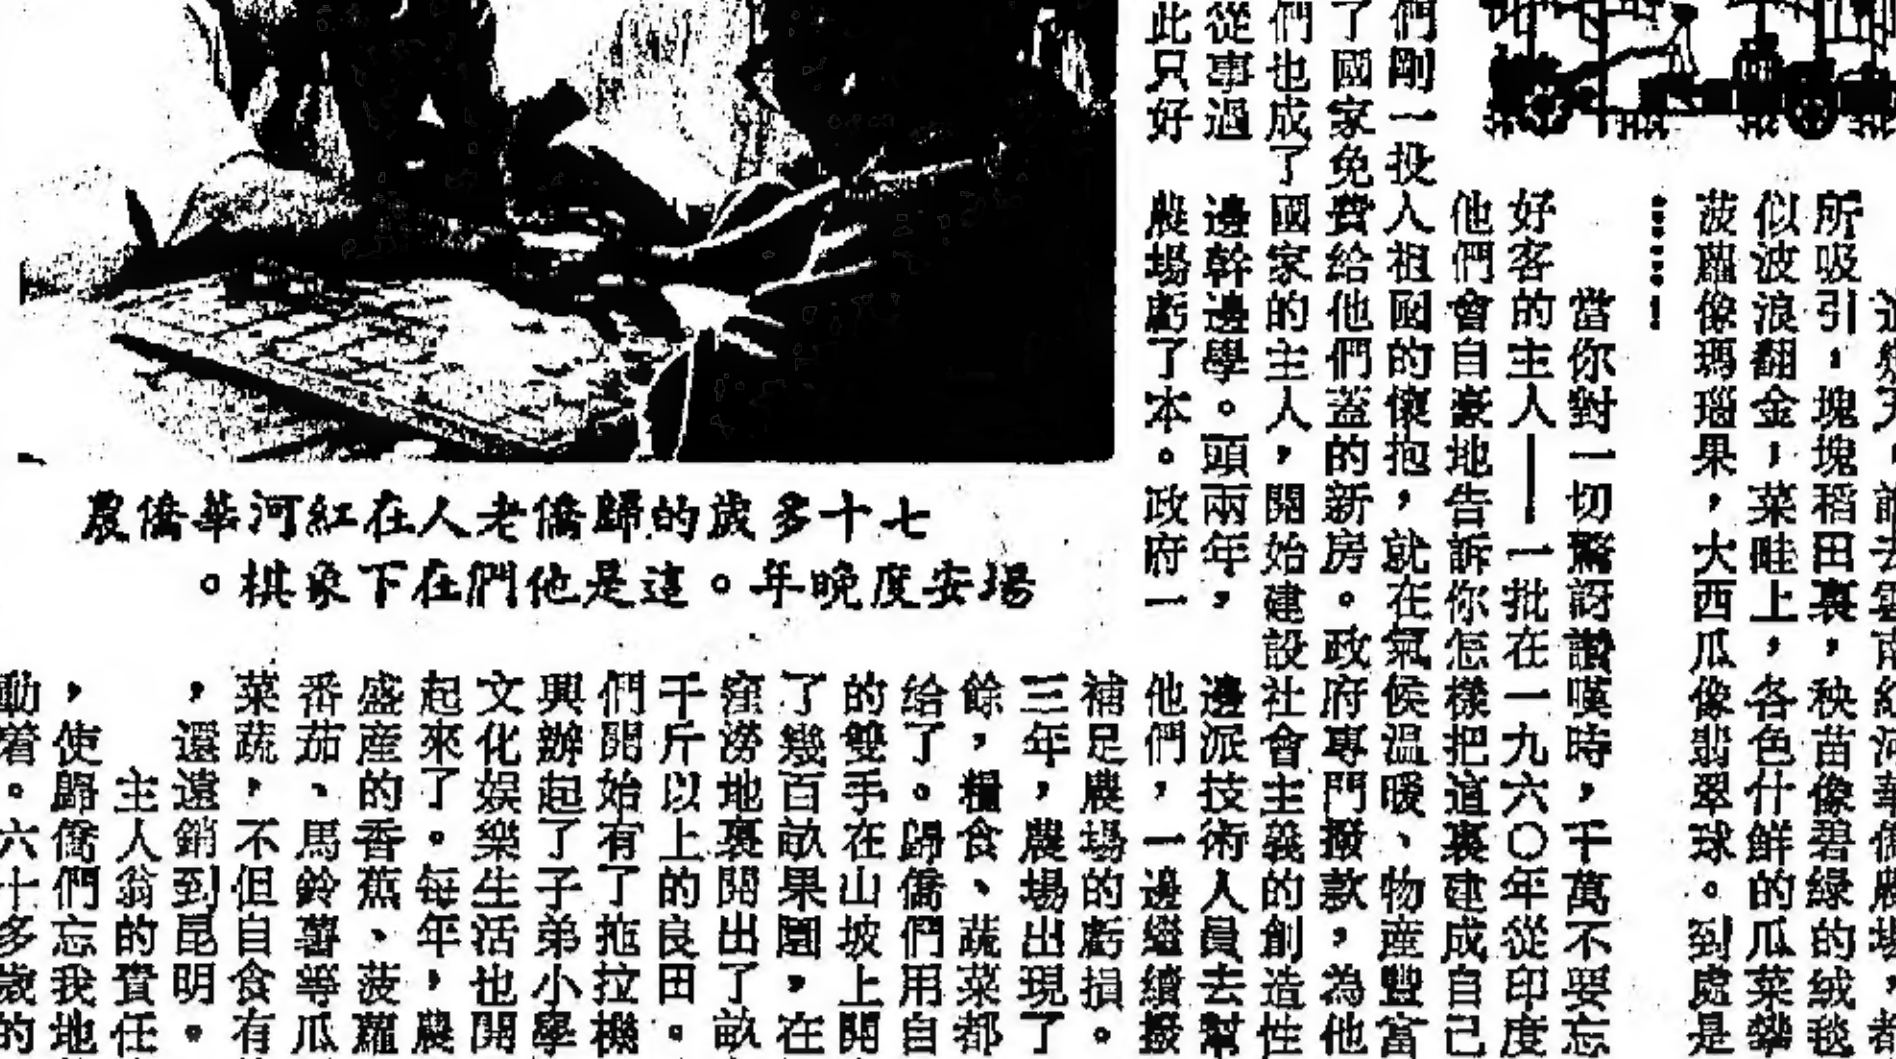 前去雲南紅河華僑農場，都
所吸引，塊塊稻田裏，秧苗像碧綠的絨毯
似波浪翻金，菜畦上，各色什鮮的瓜菜攀
菠蘿像瑪瑙果，大西瓜像翡翠球。到處是
……！
當你對一切驚訝讚嘆時，千萬不要忘
好客的主人——一批在一九六〇年從印度
他們會自豪地告訴你怎樣把這裏建成自己
們剛一投入祖國的懷抱，就在氣候溫暖、物產豐富
了國家免費給他們蓋的新房。政府專門撥款，為他
們也成了國家的主人，開始建設社會主義的創造性
從事過
此只好
邊幹邊學。頭兩年，
農場虧了本。政府一
邊派技術人員去幫
他們，一邊繼續撥
補足農場的虧損。
三年，農場出現了
餘，糧食、蔬菜都
给了。歸僑們用自
的雙手在山坡上開
了幾百畝果園，在
窪澇地裏開出了畝
千斤以上的良田。
們開始有了拖拉機
興辦起了子弟小學
文化娱樂生活也開
起來了。每年，農
盛産的香蕉、菠蘿
番茄、馬鈴薯等瓜
菜蔬，不但自食有
，還遠銷到昆明。
主人翁的責任
，使歸僑們忘我地
動着。六十多歲的
七十多歲的歸僑老人在紅河華僑農
場安度晚年。這是他們在下象棋。